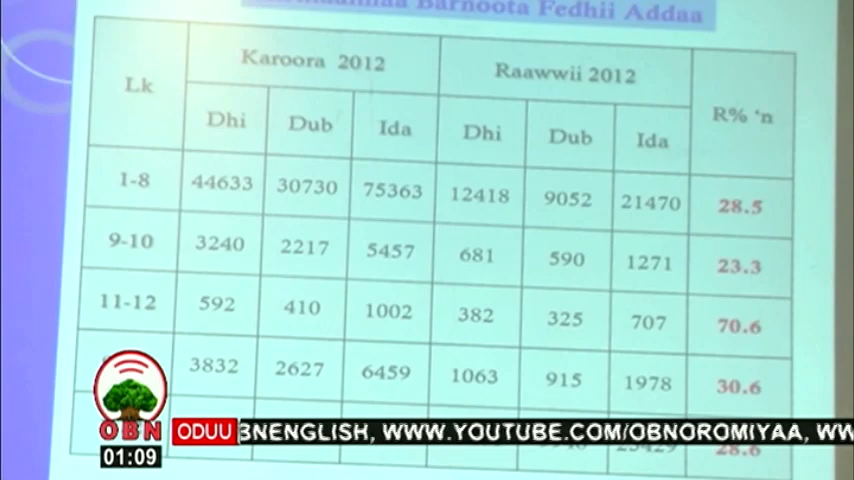 Barnoota Fedhii Addaa
Lk Karoora 2012 Raawwii 2012 R% 'n
Dhi Dub Ida Dhi Dub Ida
1-8 44633 30730 75363 12418 9052 21470 28.5
9-10 3240 2217 5457 681 590 1271 23.3
11-12 592 410 1002 382 325 707 70.6
3832 2627 6459 1063 915 1978 30.6
28.6
OBN
01:09
ODUU BNENGLISH, WWW.YOUTUBE.COM/OBNOROMIYAA, WW